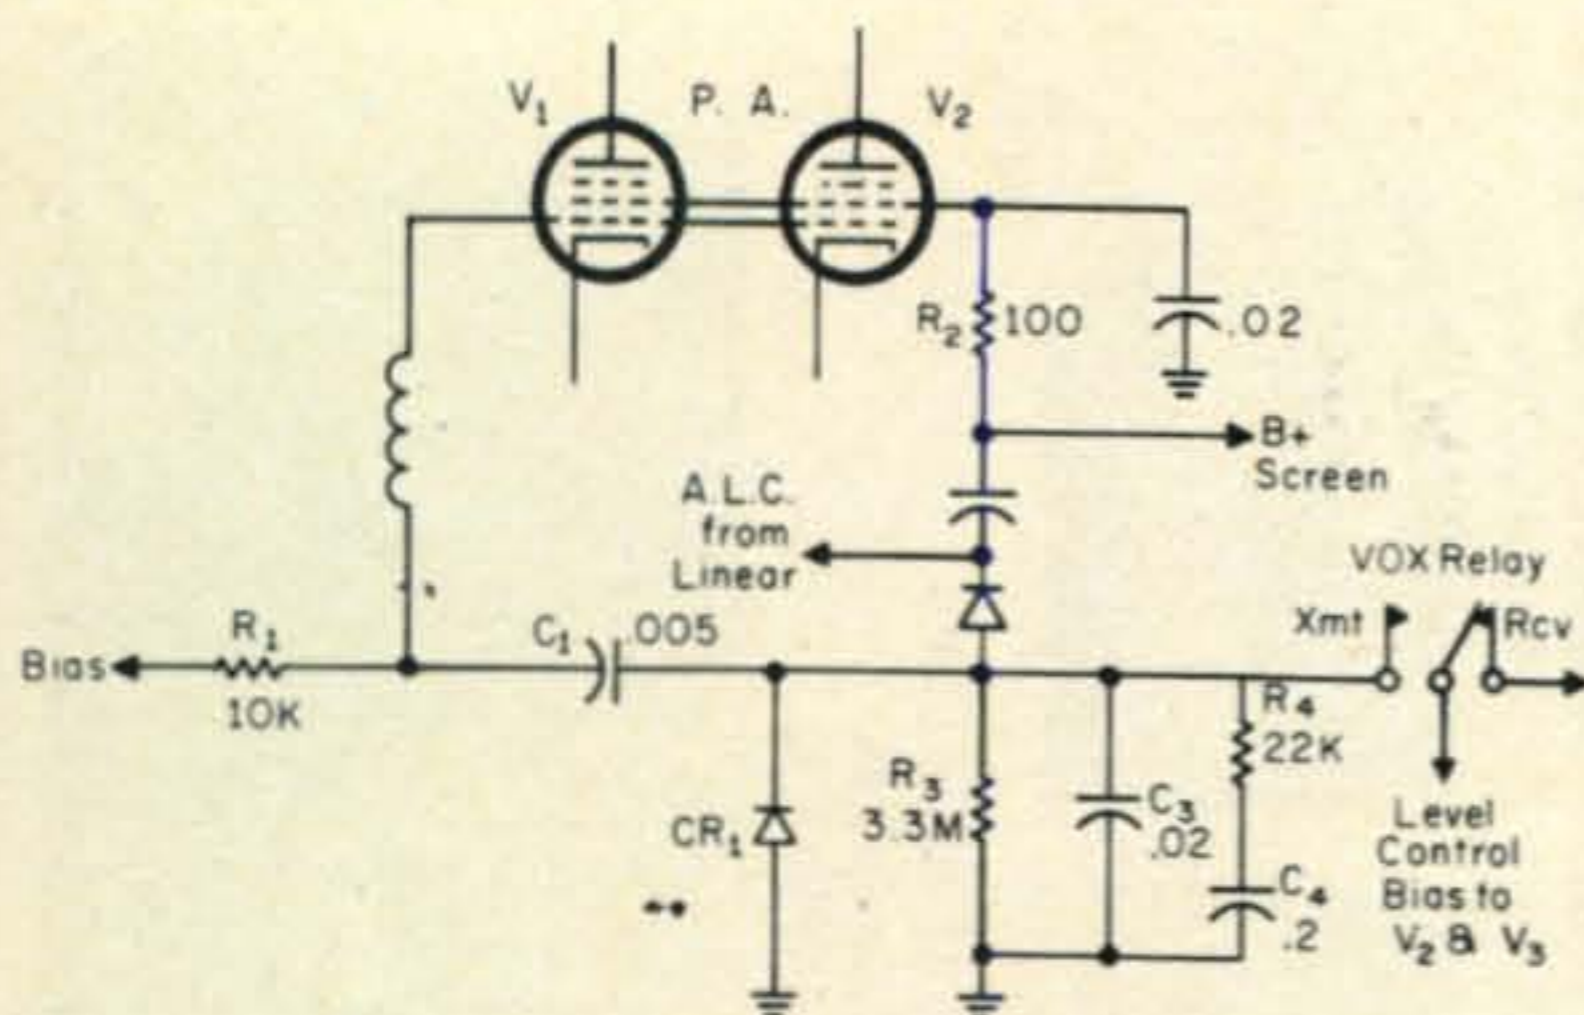 V1 P. A. V2
R2 100
.02
B+
Screen
A.L.C.
from
Linear
VOX Relay
Xmt
Rcv
Bias
R1
10K
C1 .005
R4
22K
R3
3.3M
C3
.02
CR1
C4
.2
Level
Control
Bias to
V2 & V3